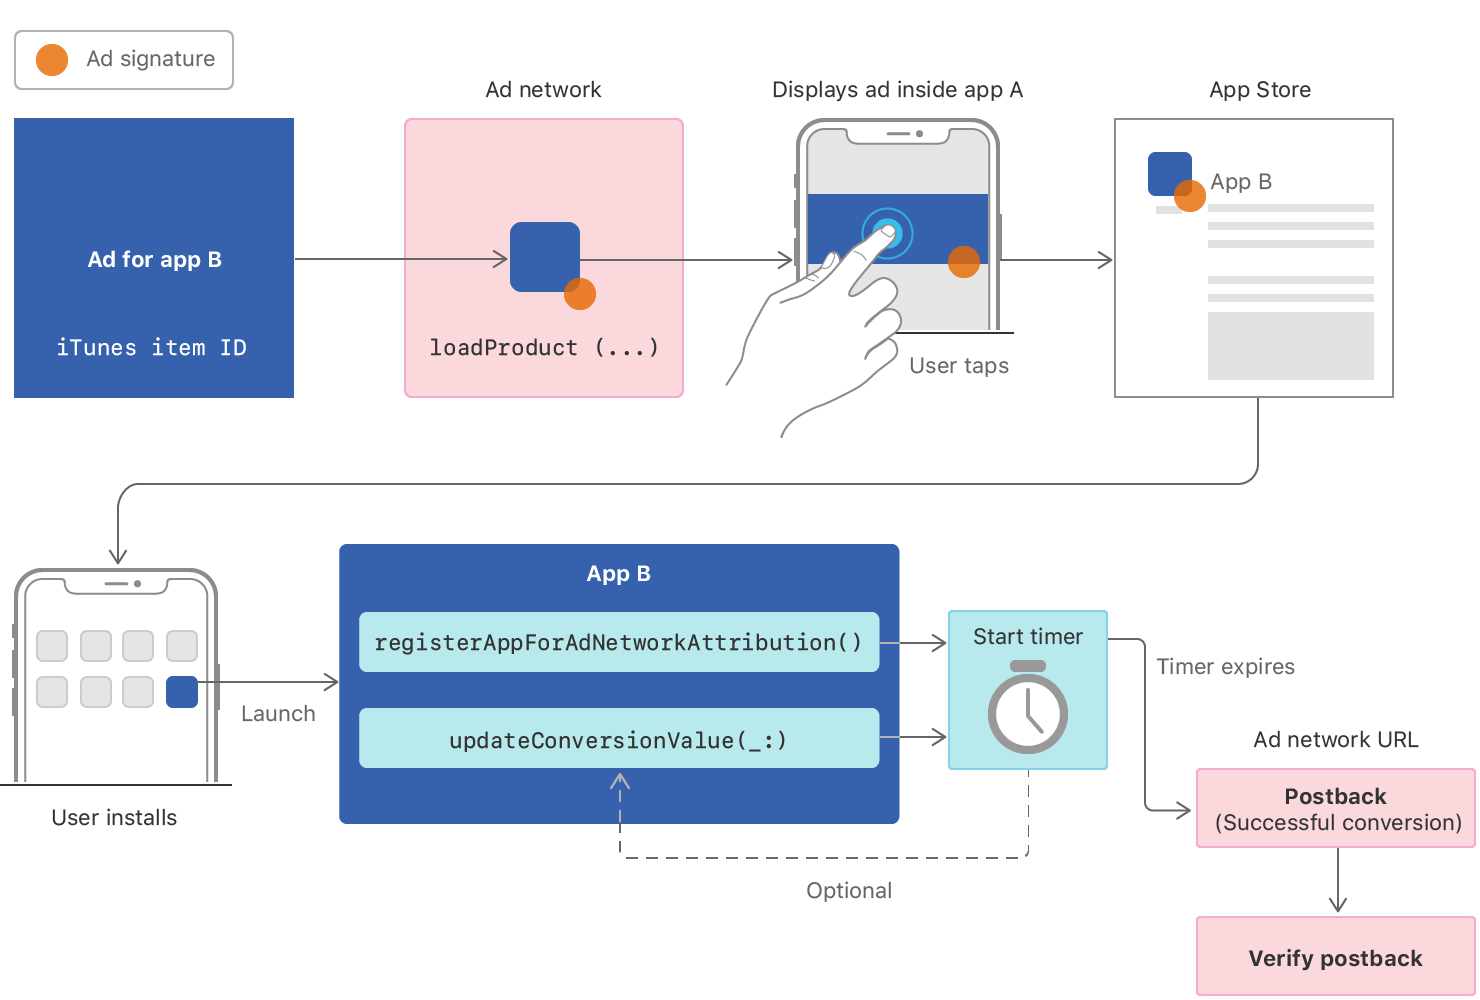 Ad signature
Ad network
Displays ad inside app A
App Store
Ad for app B
iTunes item ID
loadProduct (...)
User taps
App B
App B
registerAppForAdNetworkAttribution()
updateConversionValue(_:)
Launch
User installs
Start timer
Timer expires
Optional
Ad network URL
Postback
(Successful conversion)
Verify postback